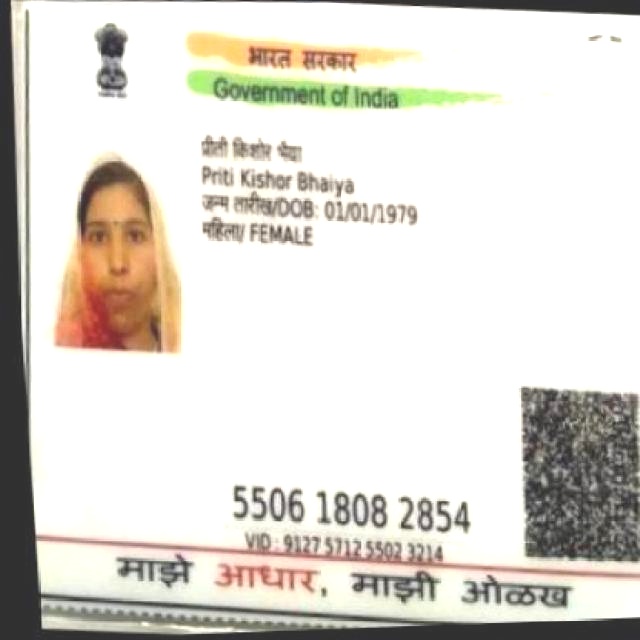 भारत सरकार
Government of India
प्रीती किशोर भैया
Priti Kishor Bhaiya
जन्म तारीख/DOB: 01/01/1979
महिला/ FEMALE
5506 1808 2854
VID : 9127 5712 5502 3214
माझे आधार, माझी ओळख